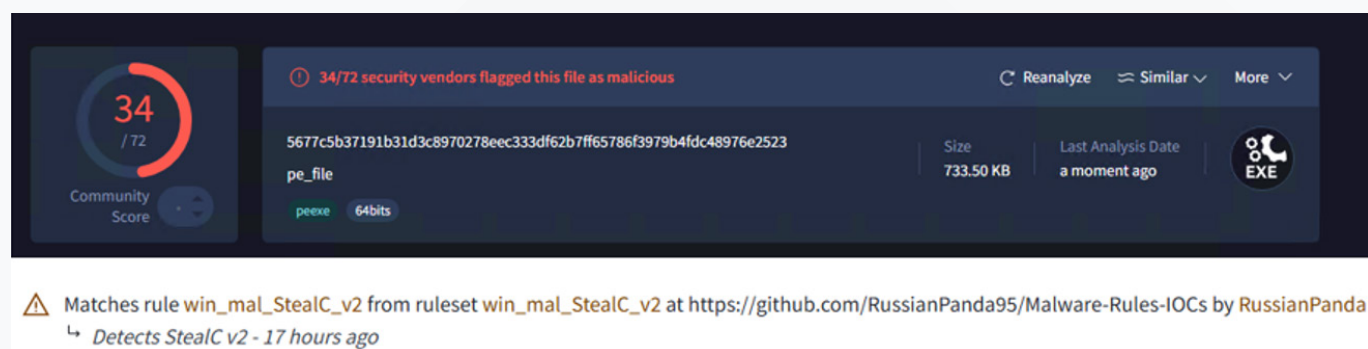 34
/ 72
Community
Score
34/72 security vendors flagged this file as malicious
Reanalyze
Similar
More
5677c5b37191b31d3c8970278eec333df62b7ff65786f3979b4fdc48976e2523
pe_file
peexe
64bits
Size
733.50 KB
Last Analysis Date
a moment ago
EXE
Matches rule win_mal_StealC_v2 from ruleset win_mal_StealC_v2 at https://github.com/RussianPanda95/Malware-Rules-IOCs by RussianPanda
Detects StealC v2 - 17 hours ago